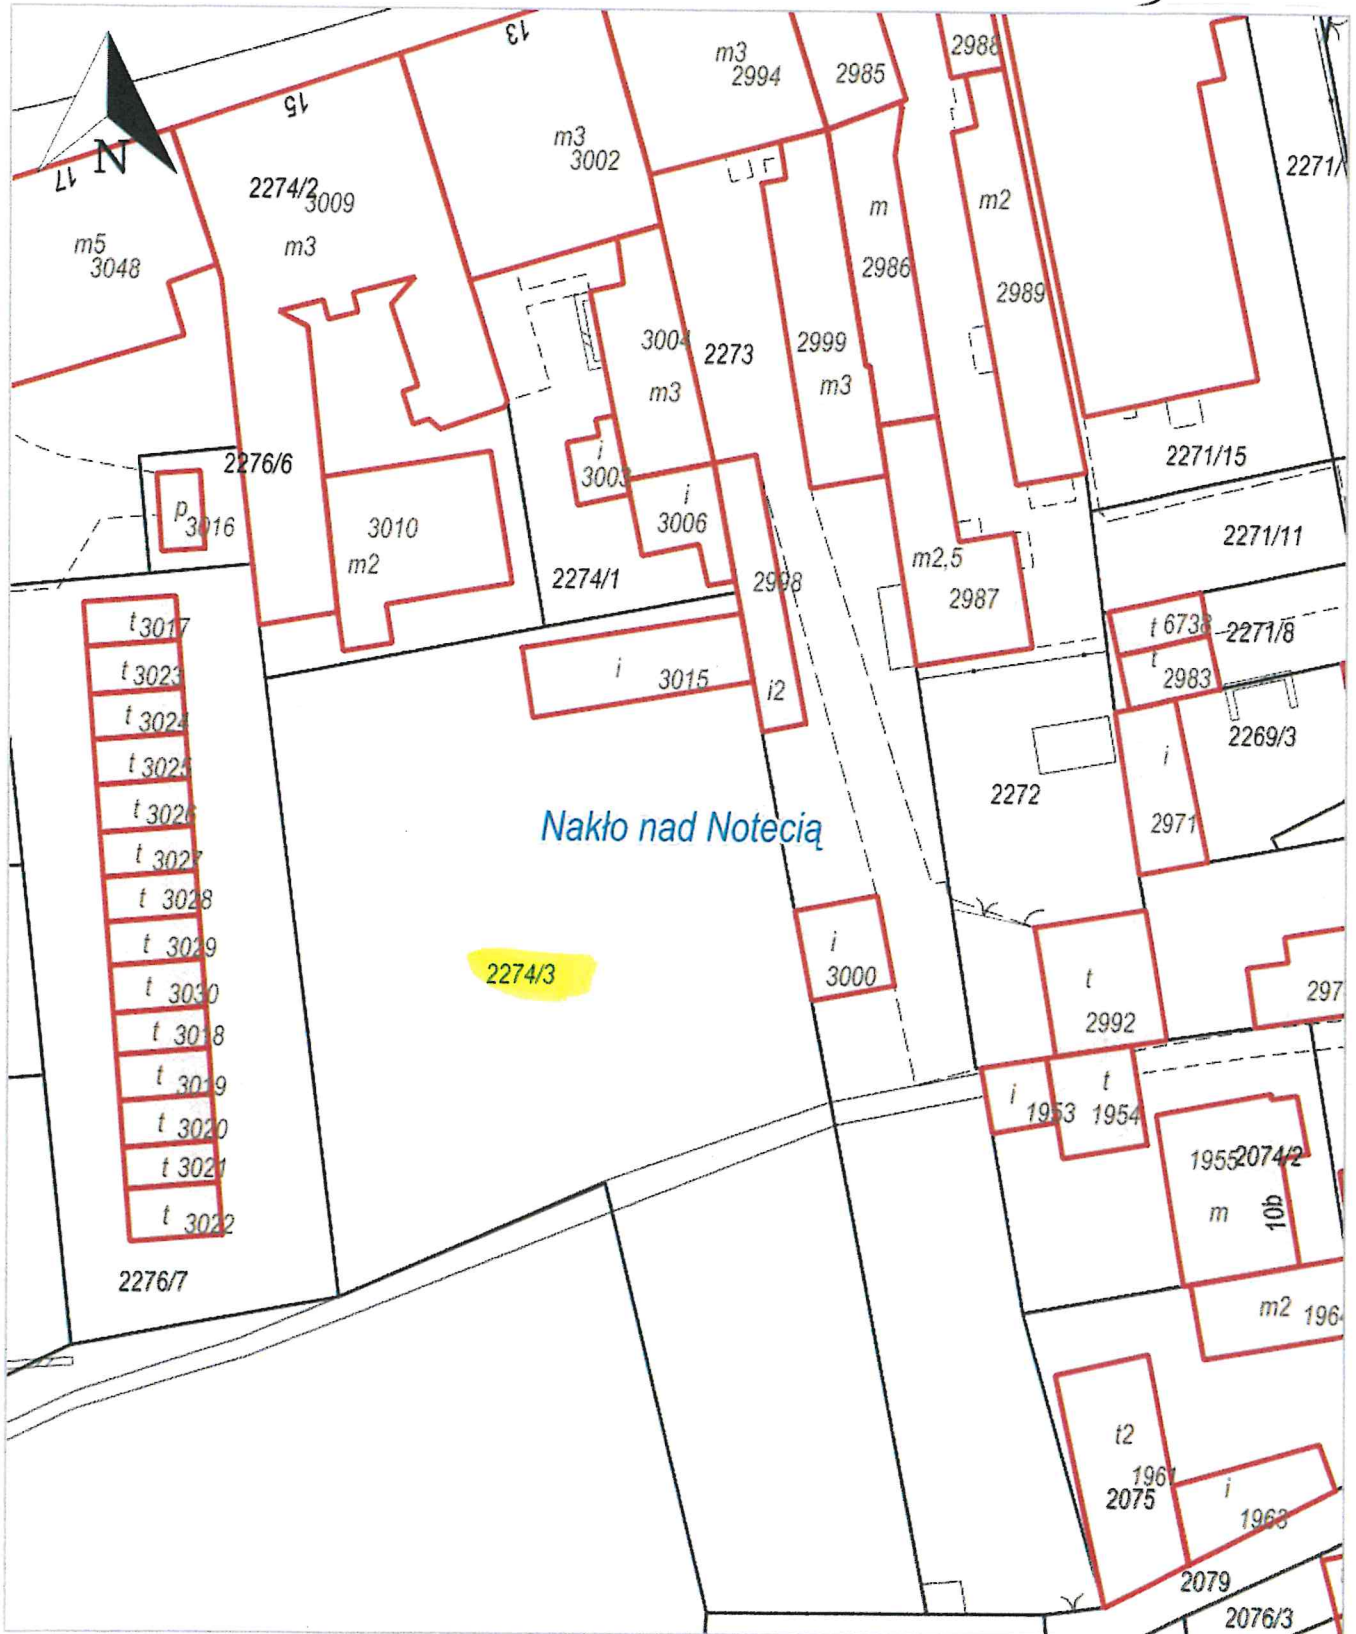 13
15
17
N
m3
2994
2985
2988
m3
3002
2274/2
3009
m3
m5
3048
m
2986
m2
2989
2271/
3004
m3
2273
2999
m3
i
3003
i
3006
2276/6
p
3016
3010
m2
2274/1
2998
i2
m2,5
2987
2271/15
2271/11
t 6738
2271/8
t
2983
2269/3
i
3015
i
2971
2272
t 3017
t 3023
t 3024
t 3025
t 3026
t 3027
t 3028
t 3029
t 3030
t 3018
t 3019
t 3020
t 3021
t 3022
2276/7
Nakło nad Notecią
2274/3
i
3000
t
2992
297
i
1953
t
1954
1955
2074/2
m
10b
m2
196
t2
1961
2075
i
1963
2079
2076/3